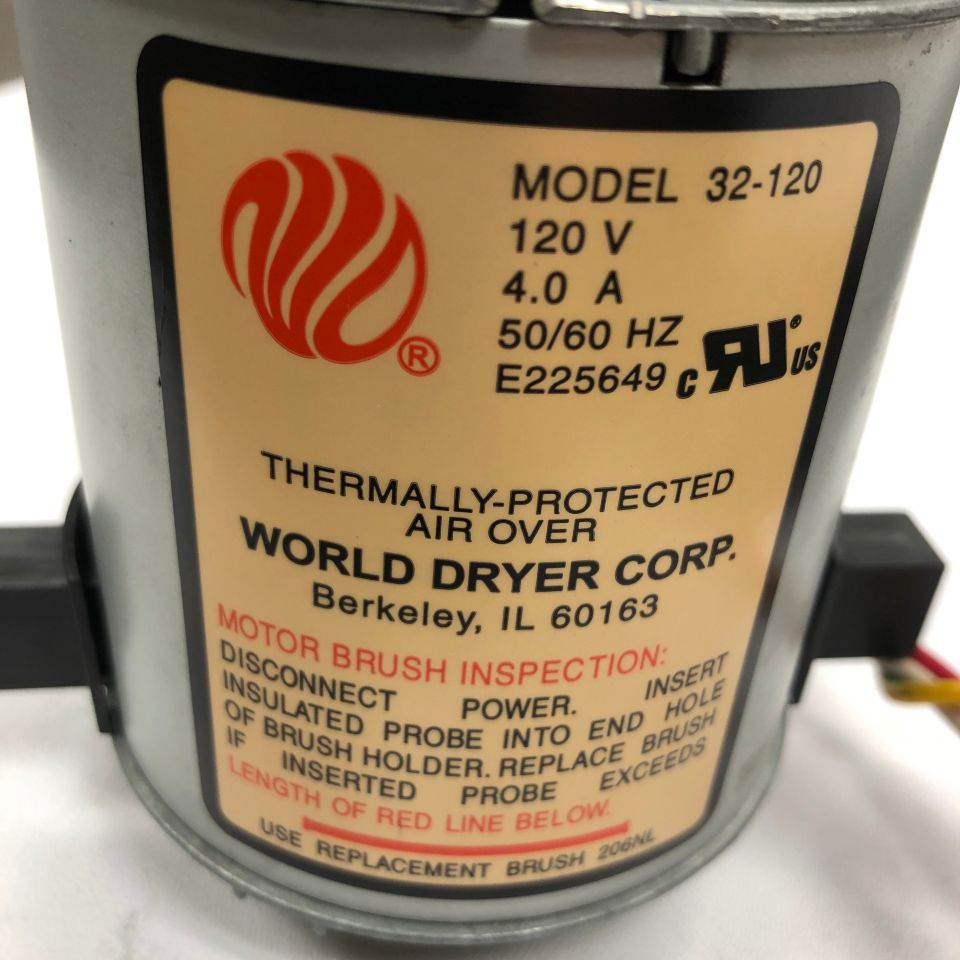 MODEL 32-120
120 V
4.0 A
50/60 HZ
E225649 C RU® US
®
THERMALLY-PROTECTED
AIR OVER
WORLD DRYER CORP.
Berkeley, IL 60163
MOTOR BRUSH INSPECTION:
DISCONNECT POWER. INSERT
INSULATED PROBE INTO END HOLE
OF BRUSH HOLDER. REPLACE BRUSH
IF INSERTED PROBE EXCEEDS
LENGTH OF RED LINE BELOW.
USE REPLACEMENT BRUSH 206NL